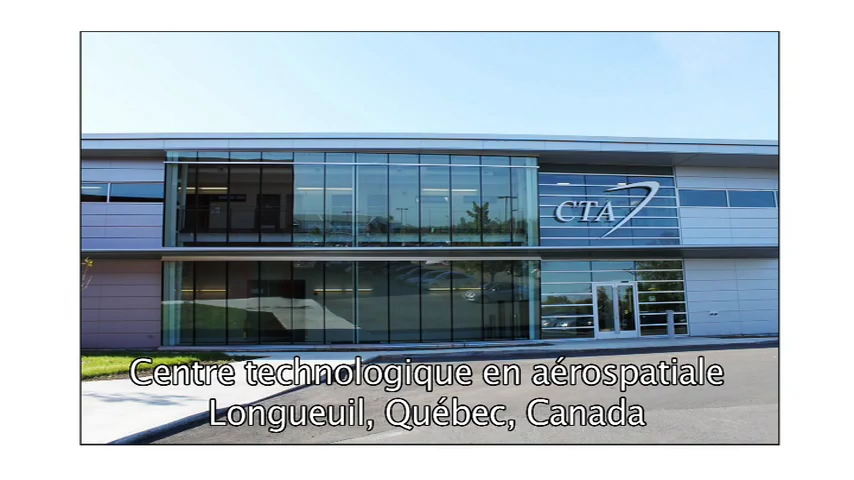 CTA
Centre technologique en aérospatiale
Longueuil, Québec, Canada